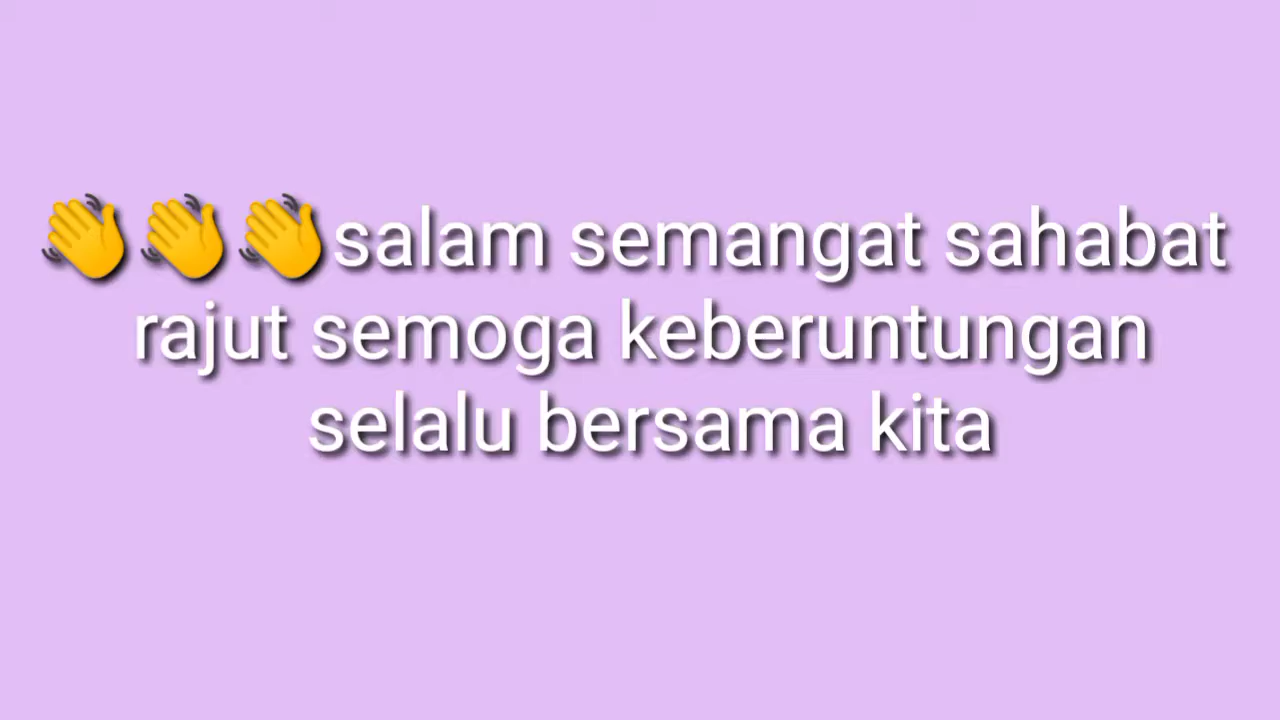 👋👋👋salam semangat sahabat
rajut semoga keberuntungan
selalu bersama kita